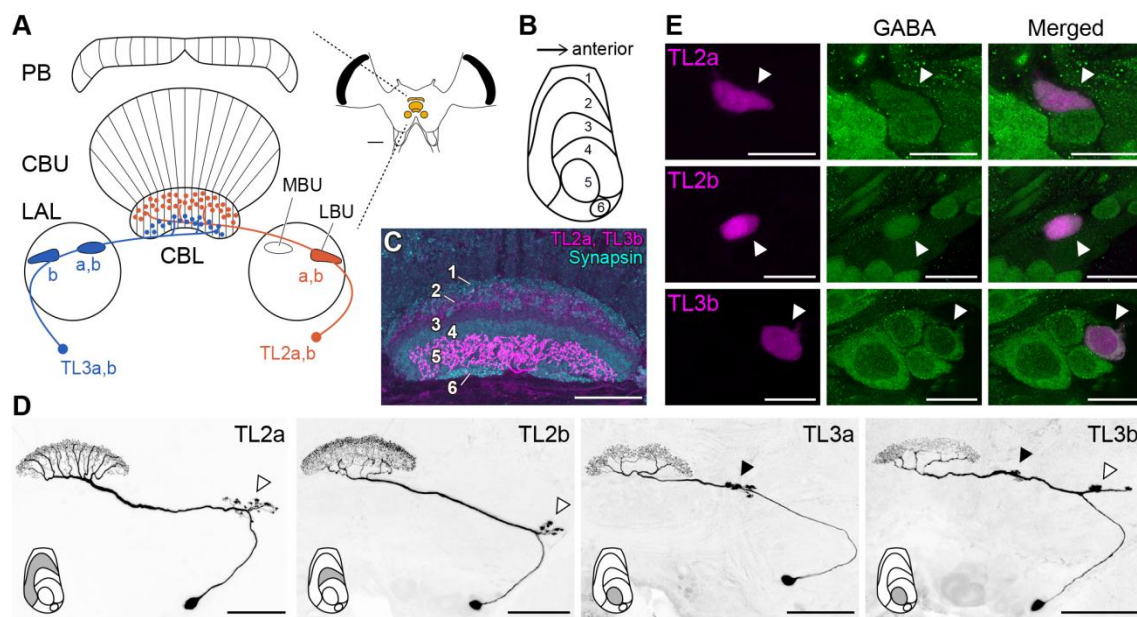 A
PB
CBU
LAL
MBU
LBU
CBL
b
a,b
a,b
TL3a,b
TL2a,b
B
anterior
1
2
3
4
5
6
C
TL2a, TL3b
Synapsin
1
2
3
4
5
6
D
TL2a
TL2b
TL3a
TL3b
E
GABA
Merged
TL2a
TL2b
TL3b